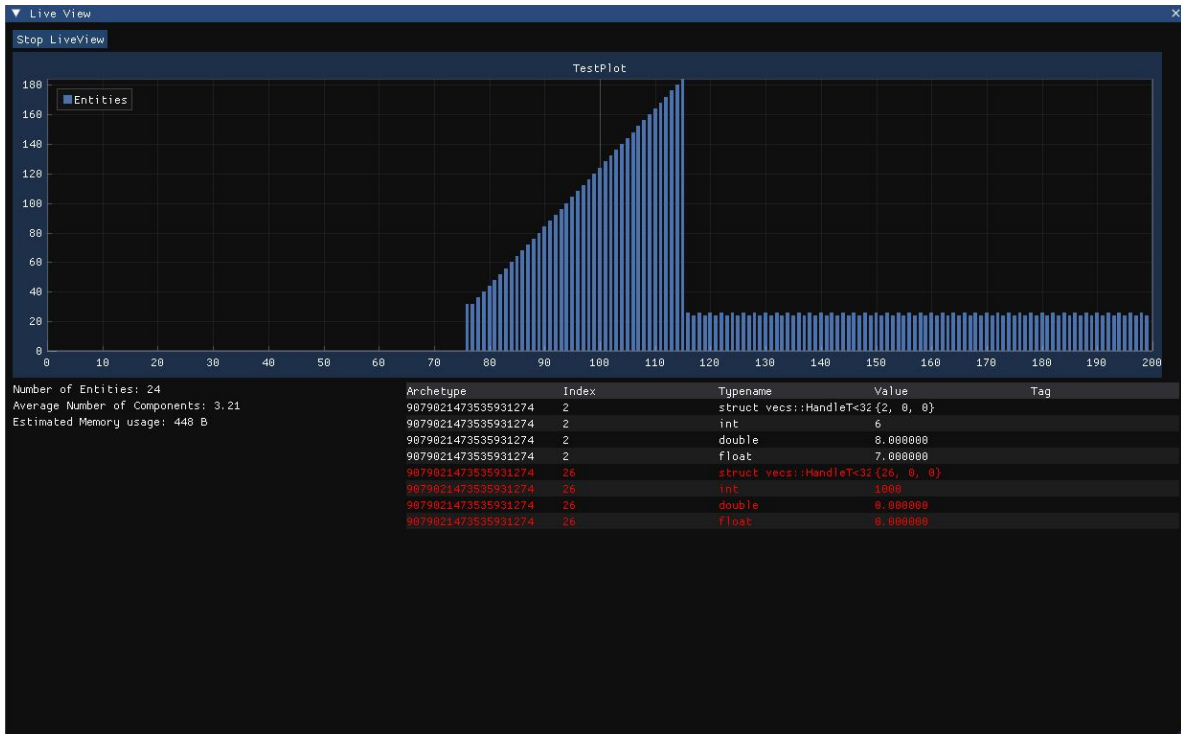 ▼ Live View ×
Stop LiveView
TestPlot
Entities
180
160
140
120
100
80
60
40
20
0
0 10 20 30 40 50 60 70 80 90 100 110 120 130 140 150 160 170 180 190 200
Number of Entities: 24
Average Number of Components: 3.21
Estimated Memory usage: 448 B
Archetype Index Typename Value Tag
9079021473535931274 2 struct vecs::HandleT<32 {2, 0, 0}
9079021473535931274 2 int 6
9079021473535931274 2 double 8.000000
9079021473535931274 2 float 7.000000
9079021473535931274 26 struct vecs::HandleT<32 {26, 0, 0}
9079021473535931274 26 int 1000
9079021473535931274 26 double 0.000000
9079021473535931274 26 float 0.000000